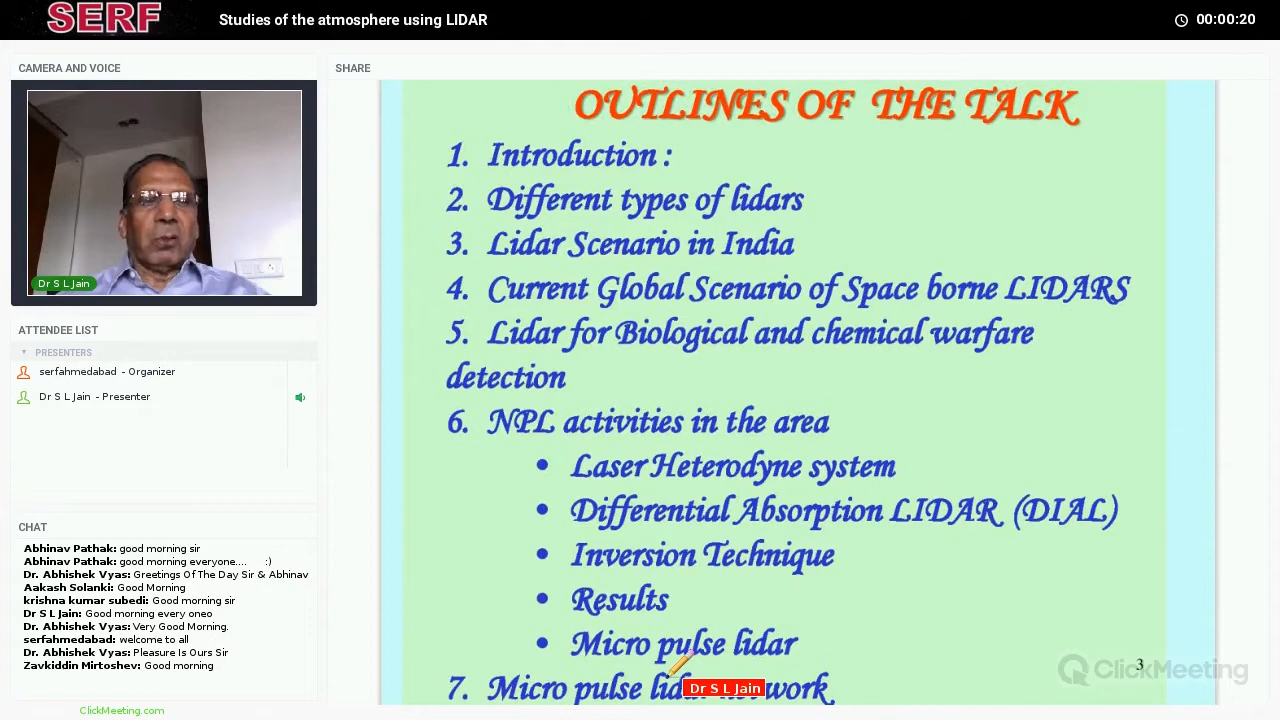 SERF
Studies of the atmosphere using LIDAR
00:00:20
CAMERA AND VOICE
Dr S L Jain
ATTENDEE LIST
PRESENTERS
serfahmedabad - Organizer
Dr S L Jain - Presenter
CHAT
Abhinav Pathak: good morning sir
Abhinav Pathak: good morning everyone.... :)
Dr. Abhishek Vyas: Greetings Of The Day Sir & Abhinav
Aakash Solanki: Good Morning
krishna kumar subedi: Good morning sir
Dr S L Jain: Good morning every oneo
Dr. Abhishek Vyas: Very Good Morning.
serfahmedabad: welcome to all
Dr. Abhishek Vyas: Pleasure Is Ours Sir
Zavkiddin Mirtoshev: Good morning
ClickMeeting.com
SHARE
OUTLINES OF THE TALK
1. Introduction :
2. Different types of lidars
3. Lidar Scenario in India
4. Current Global Scenario of Space borne LIDARS
5. Lidar for Biological and chemical warfare
detection
6. NPL activities in the area
• Laser Heterodyne system
• Differential Absorption LIDAR (DIAL)
• Inversion Technique
• Results
• Micro pulse lidar
3
7. Micro pulse work
Dr S L Jain
ClickMeeting